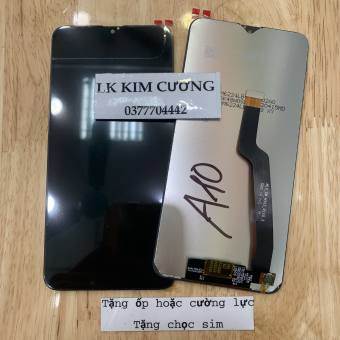 LK KIM CƯƠNG
0377704442
A10
Tặng ốp hoặc cường lực
Tặng chọc sim